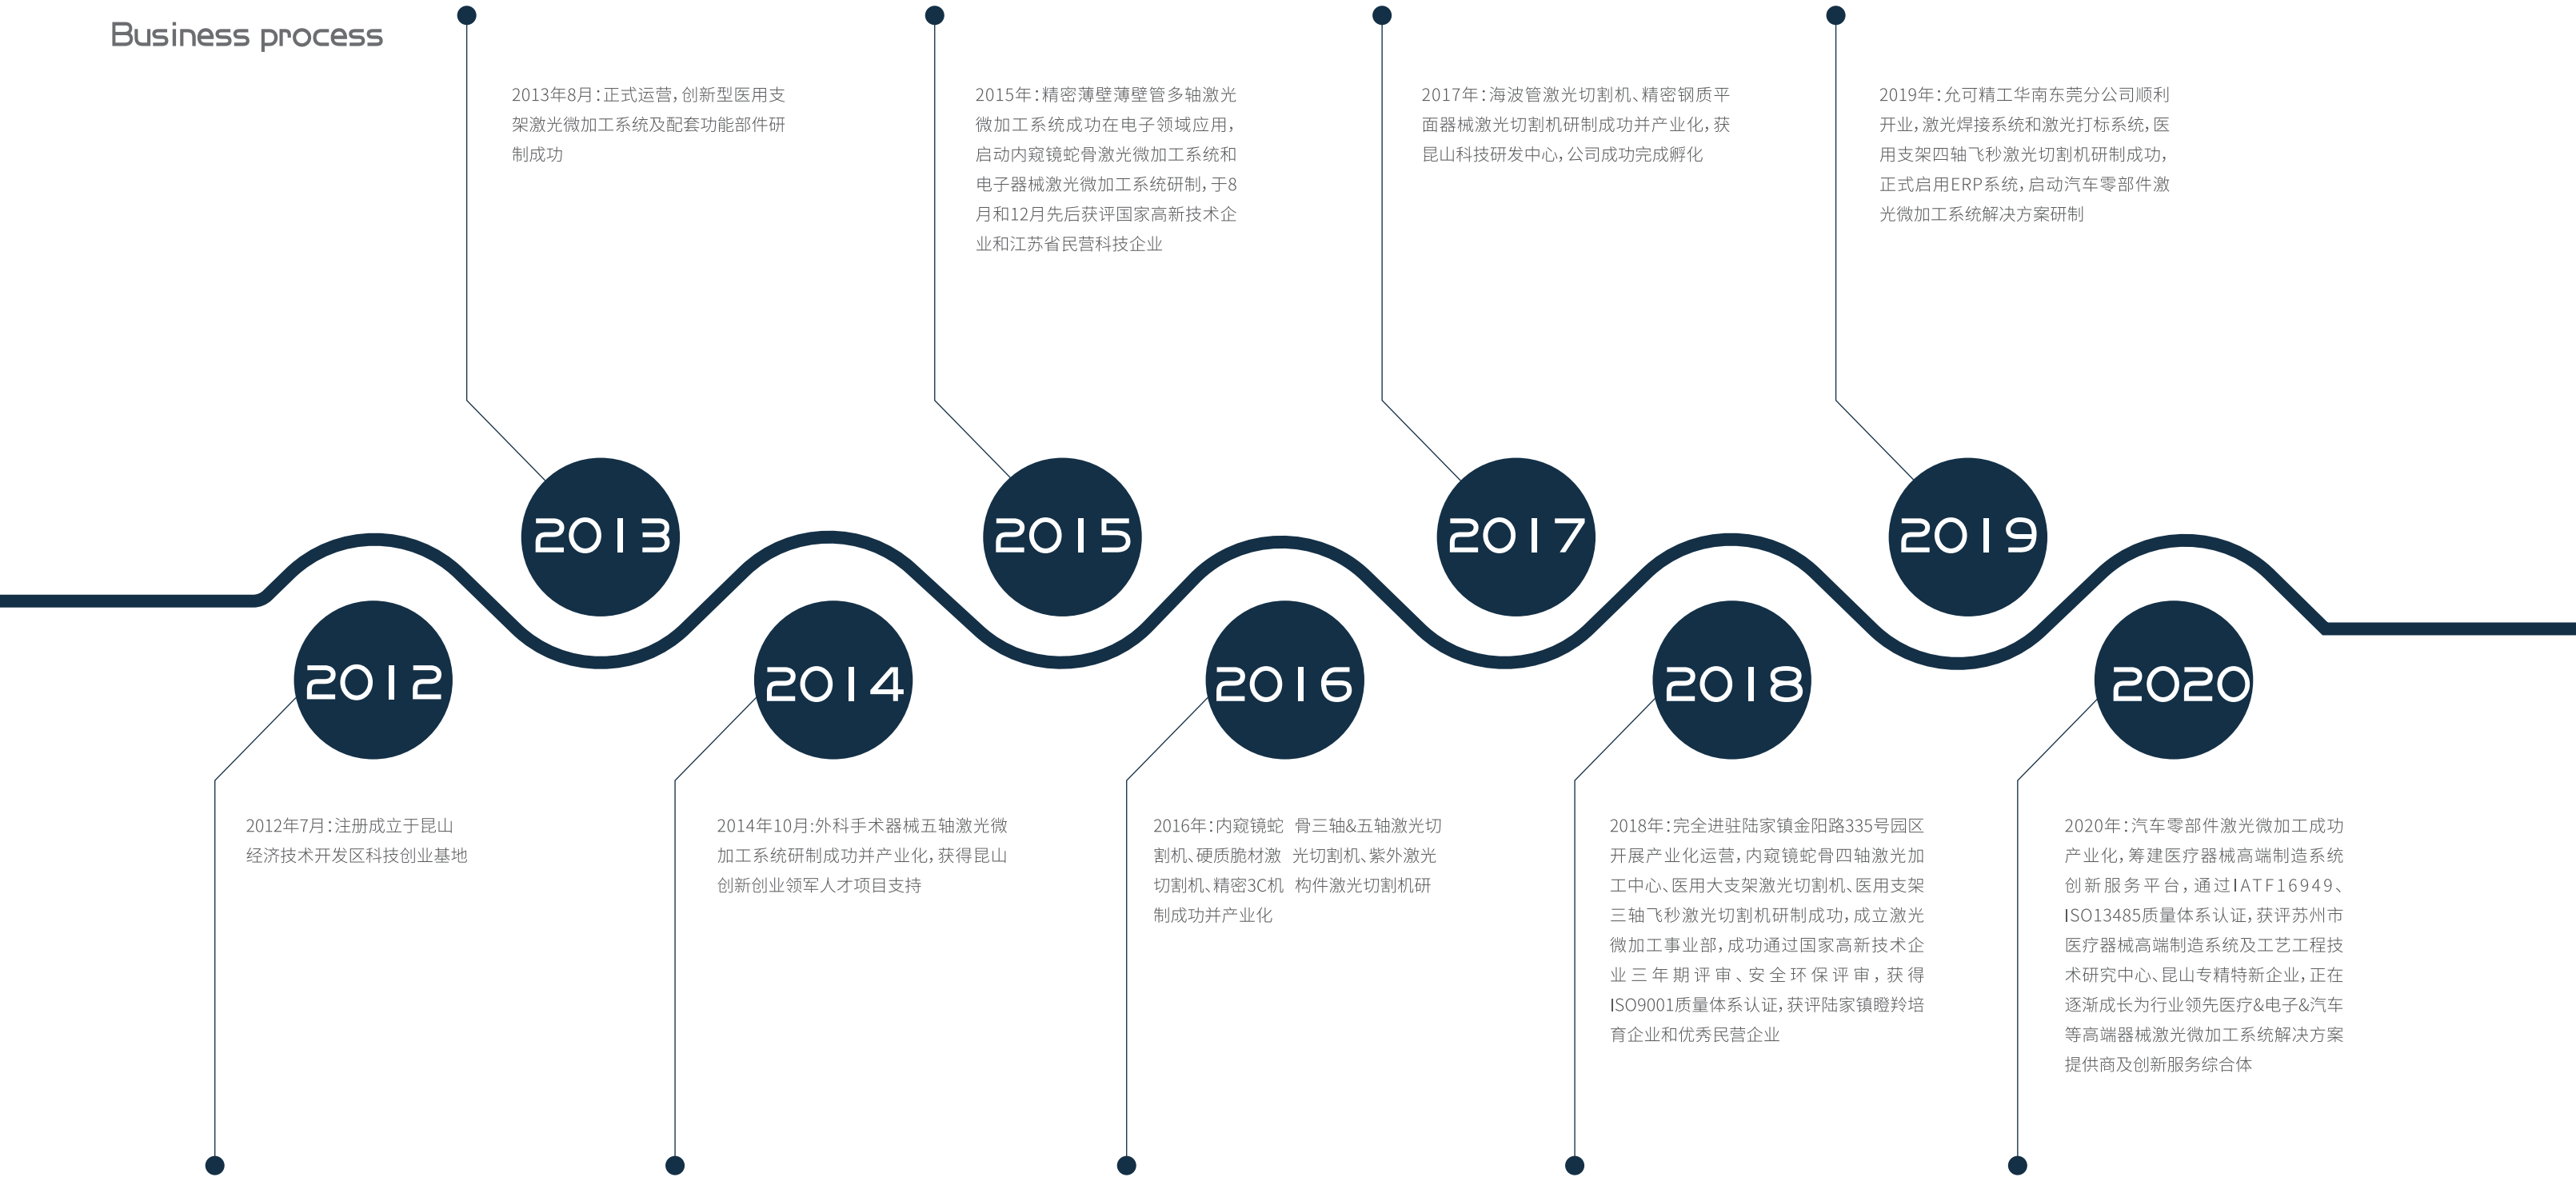 Business process
2013年8月：正式运营，创新型医用支
架激光微加工系统及配套功能部件研
制成功
2015年：精密薄壁薄壁管多轴激光
微加工系统成功在电子领域应用，
启动内窥镜蛇骨激光微加工系统和
电子器械激光微加工系统研制，于8
月和12月先后获评国家高新技术企
业和江苏省民营科技企业
2017年：海波管激光切割机、精密钢质平
面器械激光切割机研制成功并产业化，获
昆山科技研发中心，公司成功完成孵化
2019年：允可精工华南东莞分公司顺利
开业，激光焊接系统和激光打标系统，医
用支架四轴飞秒激光切割机研制成功，
正式启用ERP系统，启动汽车零部件激
光微加工系统解决方案研制
2013
2015
2017
2019
2012
2014
2016
2018
2020
2012年7月：注册成立于昆山
经济技术开发区科技创业基地
2014年10月:外科手术器械五轴激光微
加工系统研制成功并产业化，获得昆山
创新创业领军人才项目支持
2016年：内窥镜蛇 骨三轴&五轴激光切
割机、硬质脆材激 光切割机、紫外激光
切割机、精密3C机 构件激光切割机研
制成功并产业化
2018年：完全进驻陆家镇金阳路335号园区
开展产业化运营，内窥镜蛇骨四轴激光加
工中心、医用大支架激光切割机、医用支架
三轴飞秒激光切割机研制成功，成立激光
微加工事业部，成功通过国家高新技术企
业三年期评审、安全环保评审，获得
ISO9001质量体系认证，获评陆家镇瞪羚培
育企业和优秀民营企业
2020年：汽车零部件激光微加工成功
产业化，筹建医疗器械高端制造系统
创新服务平台，通过IATF16949、
ISO13485质量体系认证，获评苏州市
医疗器械高端制造系统及工艺工程技
术研究中心、昆山专精特新企业，正在
逐渐成长为行业领先医疗&电子&汽车
等高端器械激光微加工系统解决方案
提供商及创新服务综合体